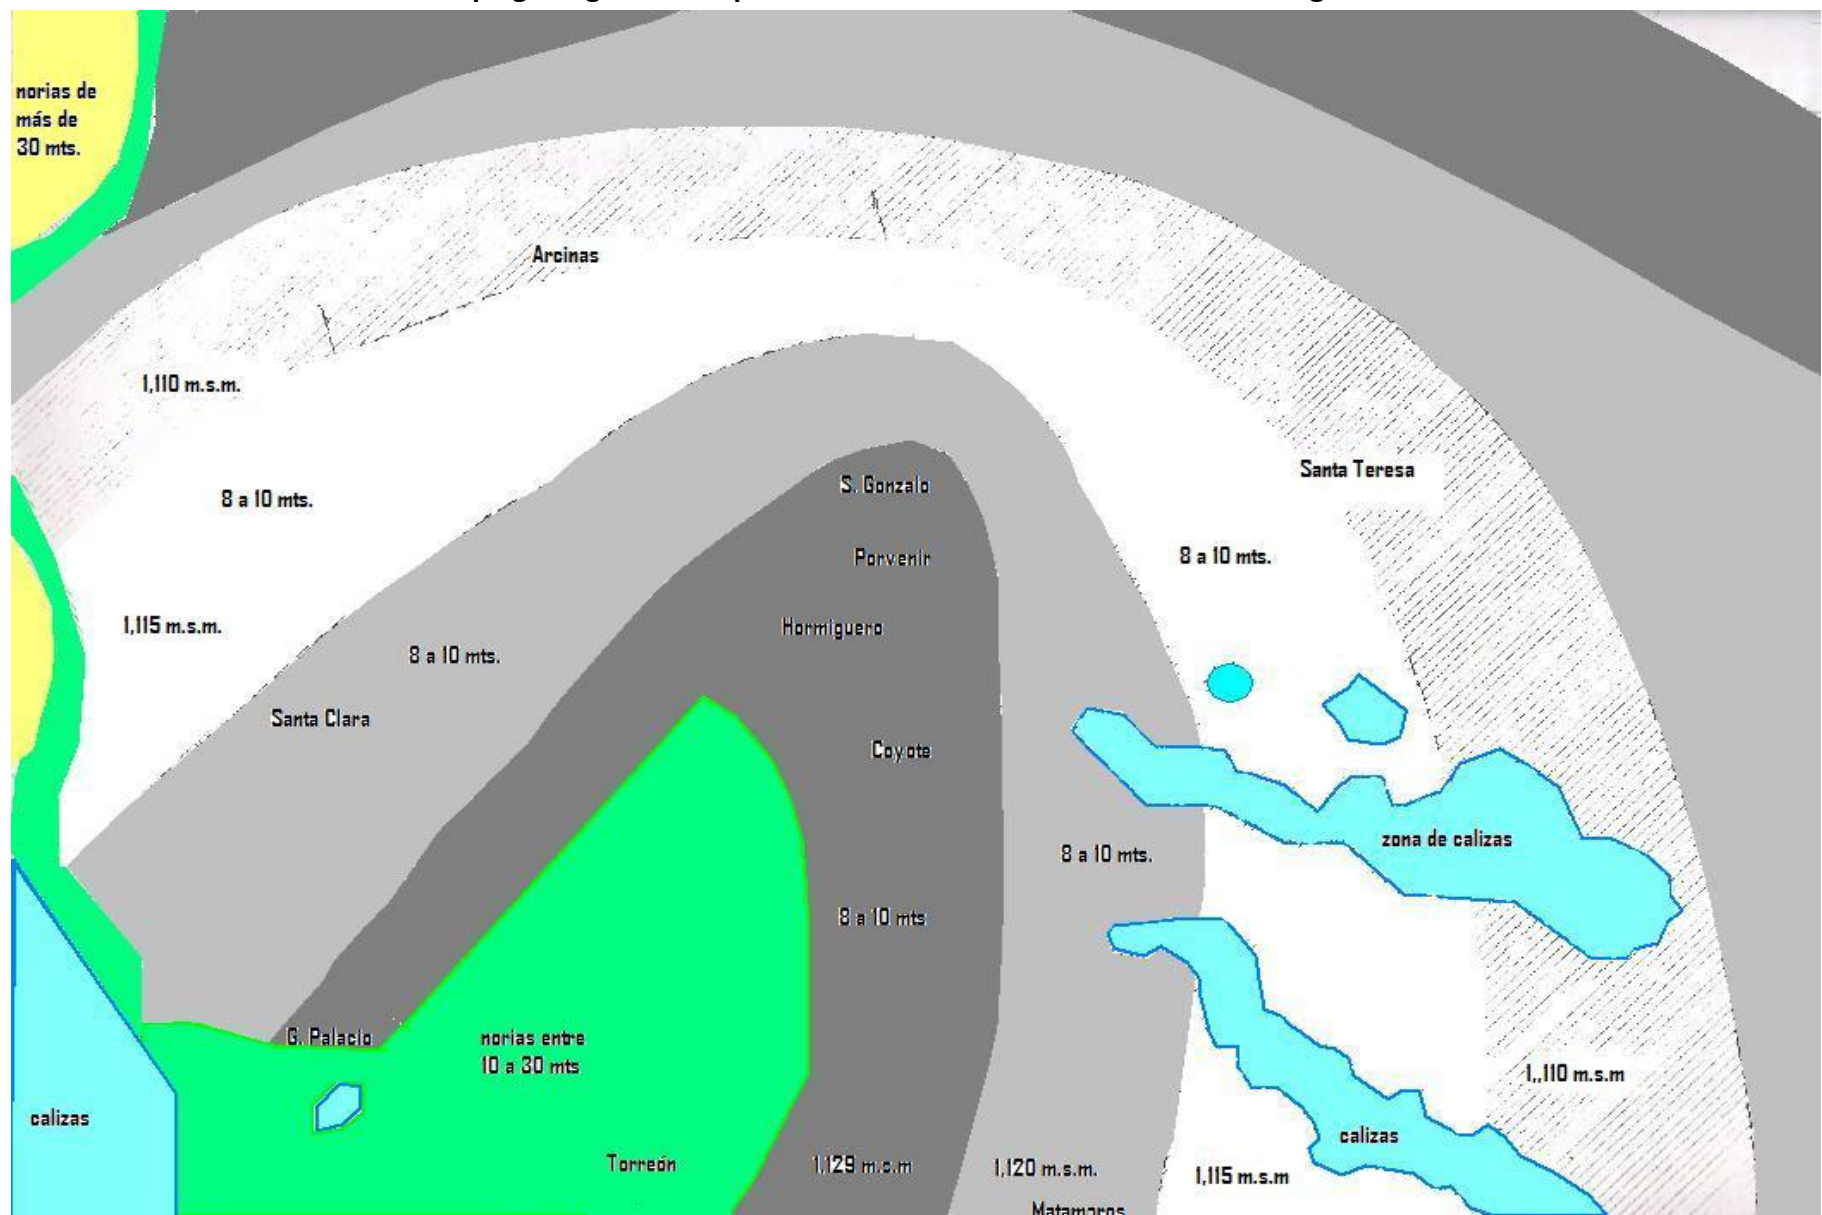 norias de
más de
30 mts.
Arcinas
1,110 m.s.m.
Santa Teresa
S. Gonzalo
8 a 10 mts.
Porvenir
8 a 10 mts.
1,115 m.s.m.
Hormiguero
8 a 10 mts.
Santa Clara
Coyote
zona de calizas
8 a 10 mts.
8 a 10 mts
G. Palacio
norias entre
10 a 30 mts
1,,110 m.s.m
calizas
calizas
Torreón
1,129 m.s.m
1,120 m.s.m.
1,115 m.s.m
Matamoros